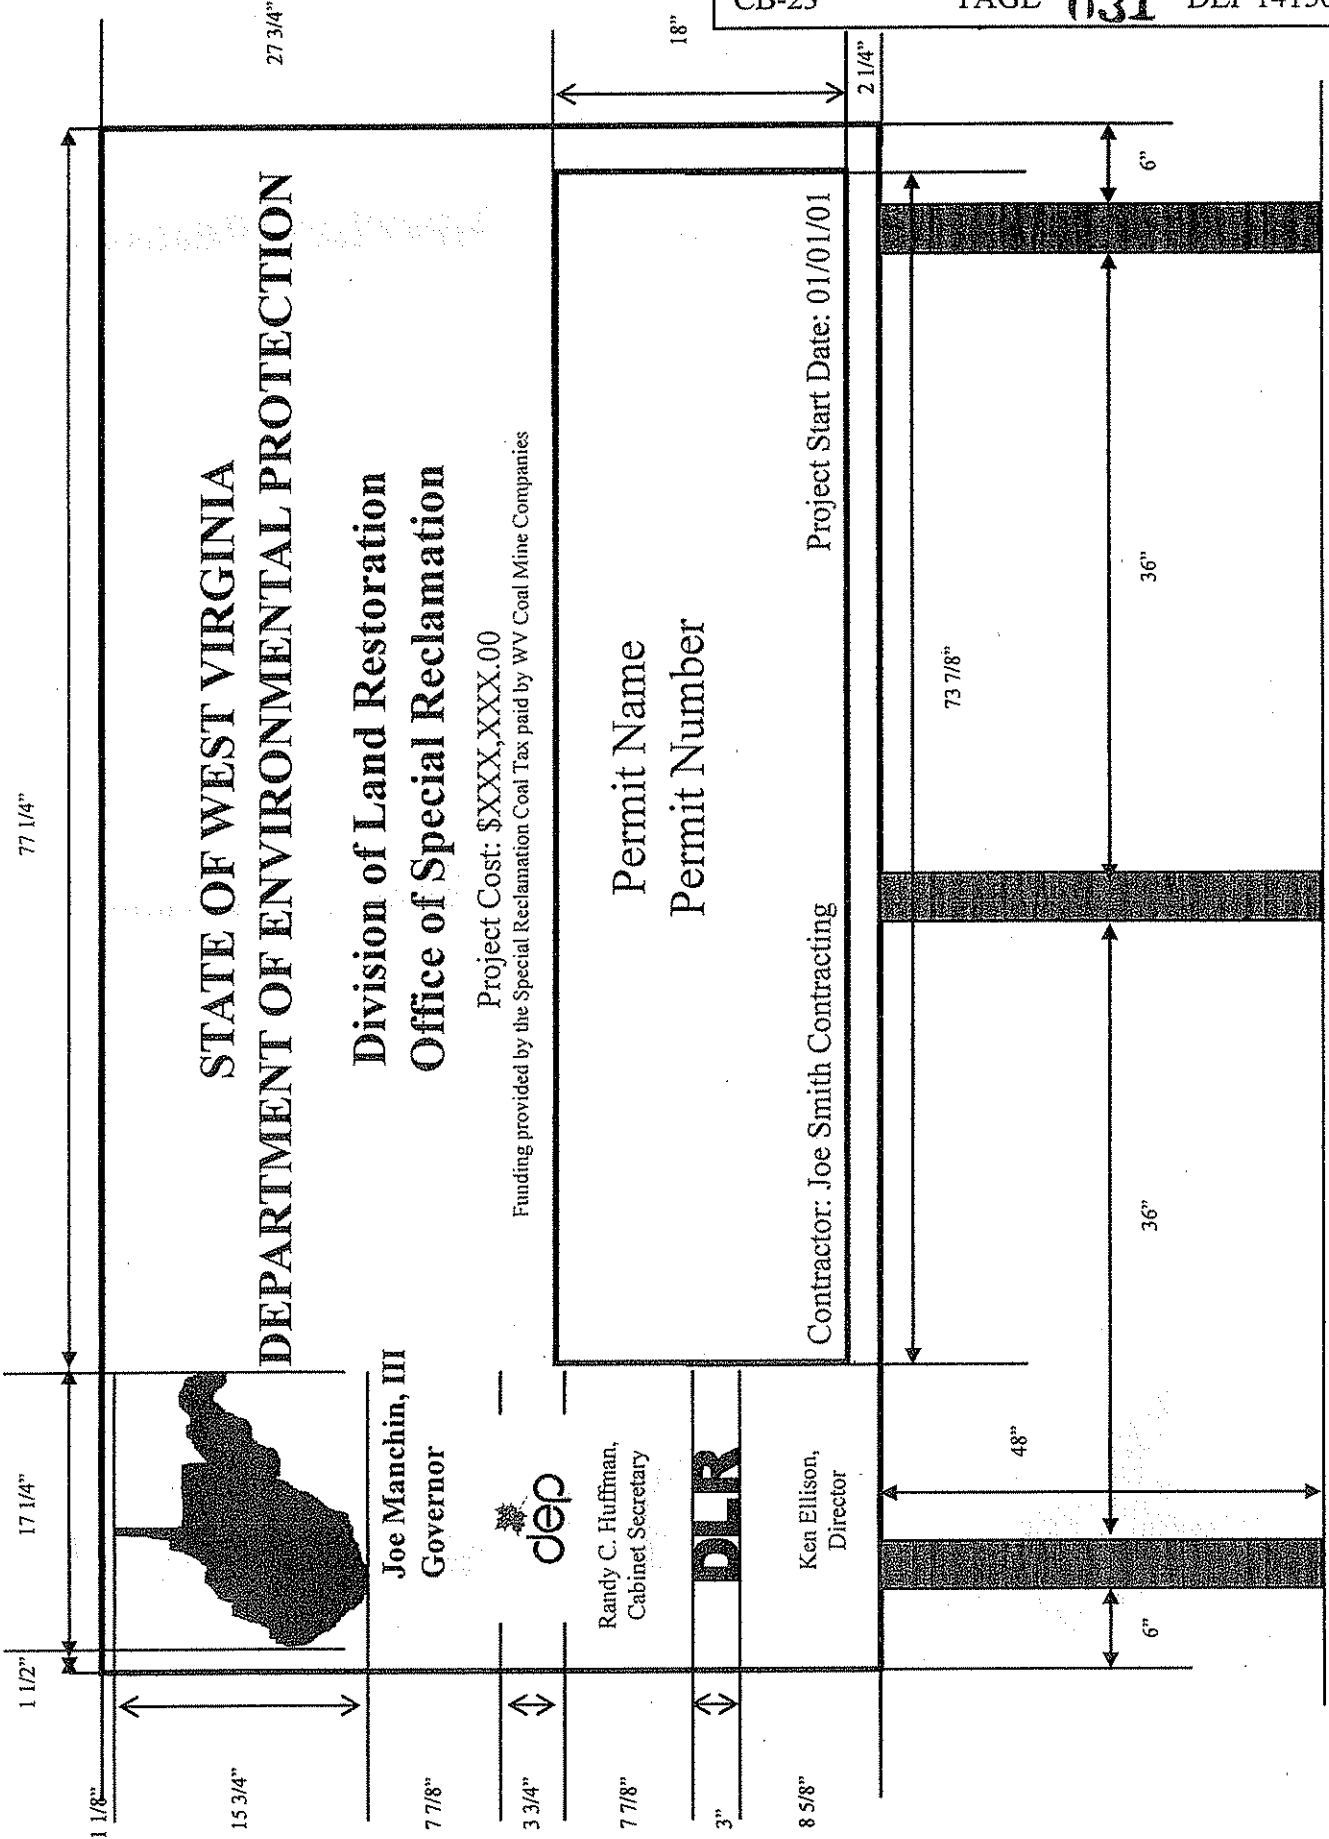 CB-23 PAGE 031 DEP 1415
1 1/2" 17 1/4" 77 1/4"
1 1/8"
15 3/4"
7 7/8"
3 3/4"
7 7/8"
3"
8 5/8"
27 3/4"
18"
2 1/4"
STATE OF WEST VIRGINIA
DEPARTMENT OF ENVIRONMENTAL PROTECTION
Division of Land Restoration
Office of Special Reclamation
Project Cost: $XXX,XXX.00
Funding provided by the Special Reclamation Coal Tax paid by WV Coal Mine Companies
Joe Manchin, III
Governor
dep
Randy C. Huffman,
Cabinet Secretary
DLR
Ken Ellison,
Director
Permit Name
Permit Number
Contractor: Joe Smith Contracting Project Start Date: 01/01/01
73 7/8"
48"
6" 36" 36" 6"